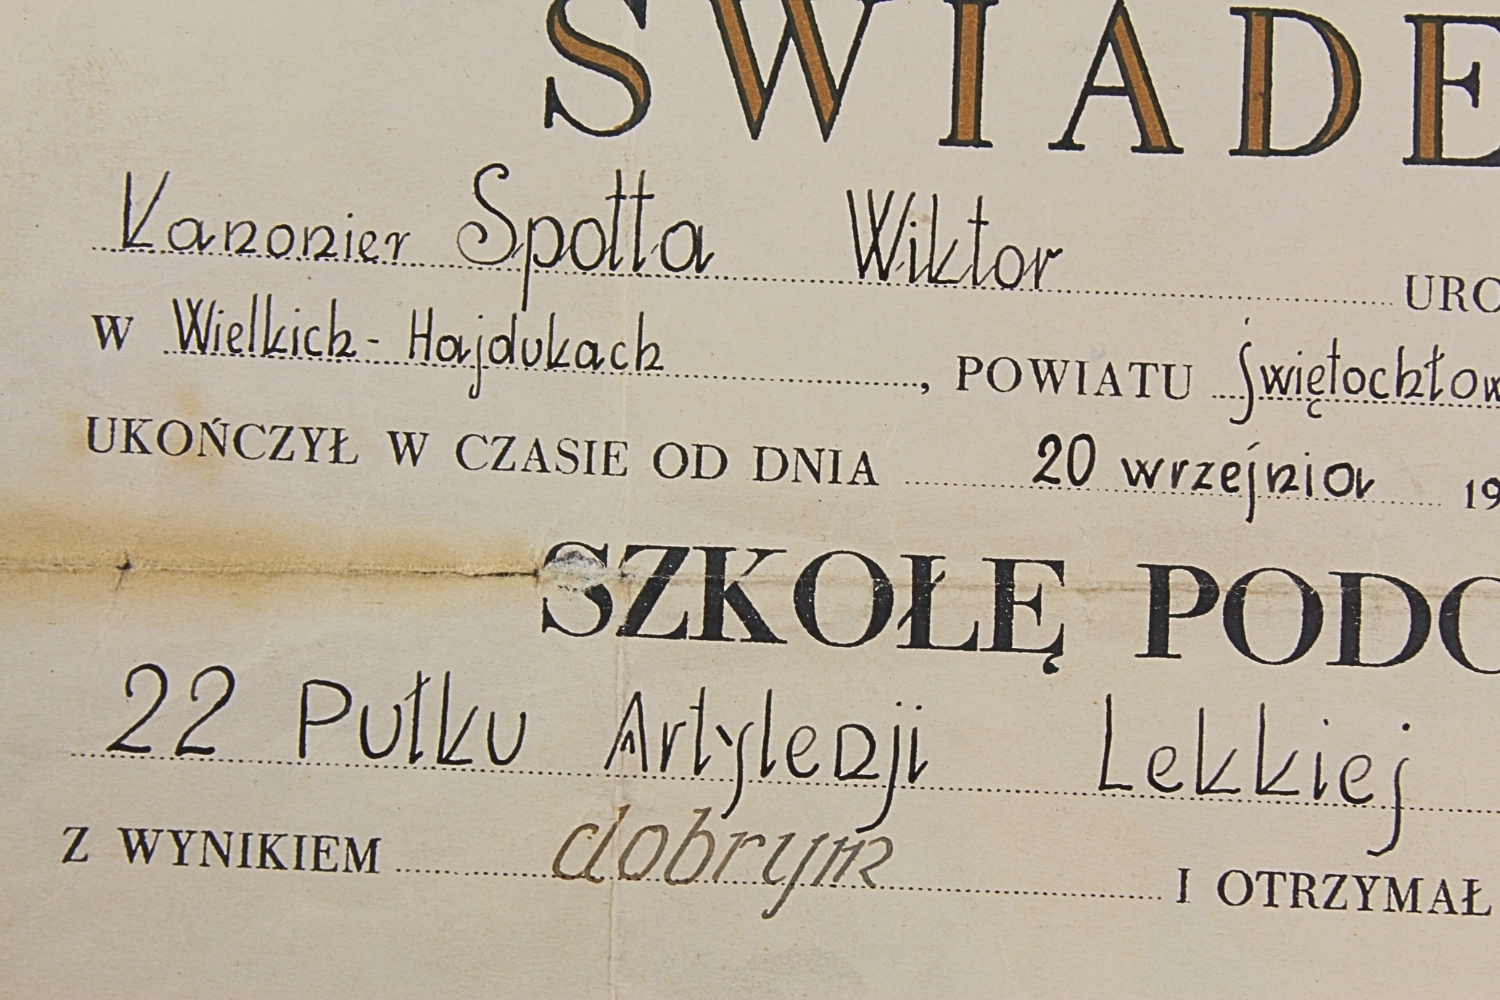 ŚWIADE
Kanonier Spotta Wiktor URO
W Wielkich-Hajdukach, POWIATU Świętochłow
UKOŃCZYŁ W CZASIE OD DNIA 20 września 19
SZKOŁĘ PODO
22 Pułku Artylerji Lekkiej
Z WYNIKIEM dobrym I OTRZYMAŁ